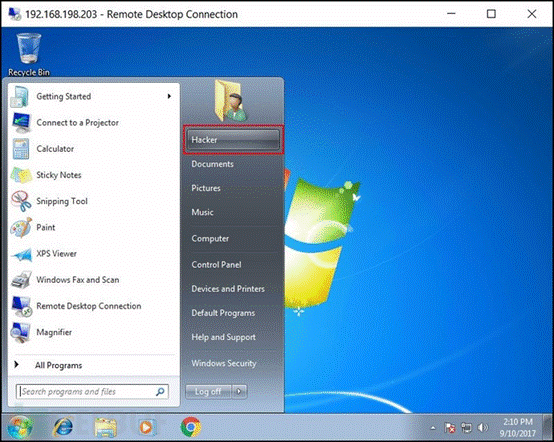 192.168.198.203 - Remote Desktop Connection
Recycle Bin
Getting Started
Connect to a Projector
Calculator
Sticky Notes
Snipping Tool
Paint
XPS Viewer
Windows Fax and Scan
Remote Desktop Connection
Magnifier
All Programs
Search programs and files
Hacker
Documents
Pictures
Music
Computer
Control Panel
Devices and Printers
Default Programs
Help and Support
Windows Security
Log off
2:10 PM
9/10/2017